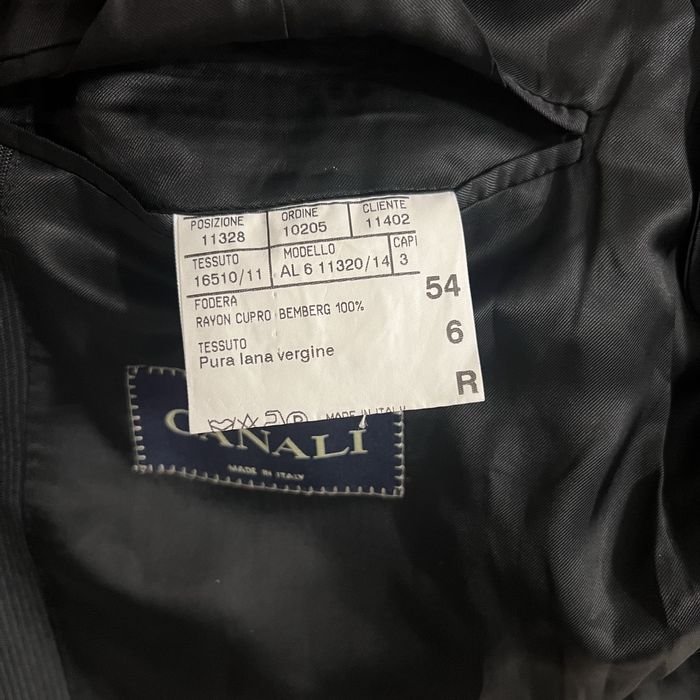 POSIZIONE ORDINE CLIENTE
11328 10205 11402
TESSUTO MODELLO CAPI
16510/11 AL 6 11320/14 3
FODERA
RAYON CUPRO BEMBERG 100%
54
TESSUTO
Pura lana vergine
6
R
MADE IN ITALY
CANALI
MADE IN ITALY